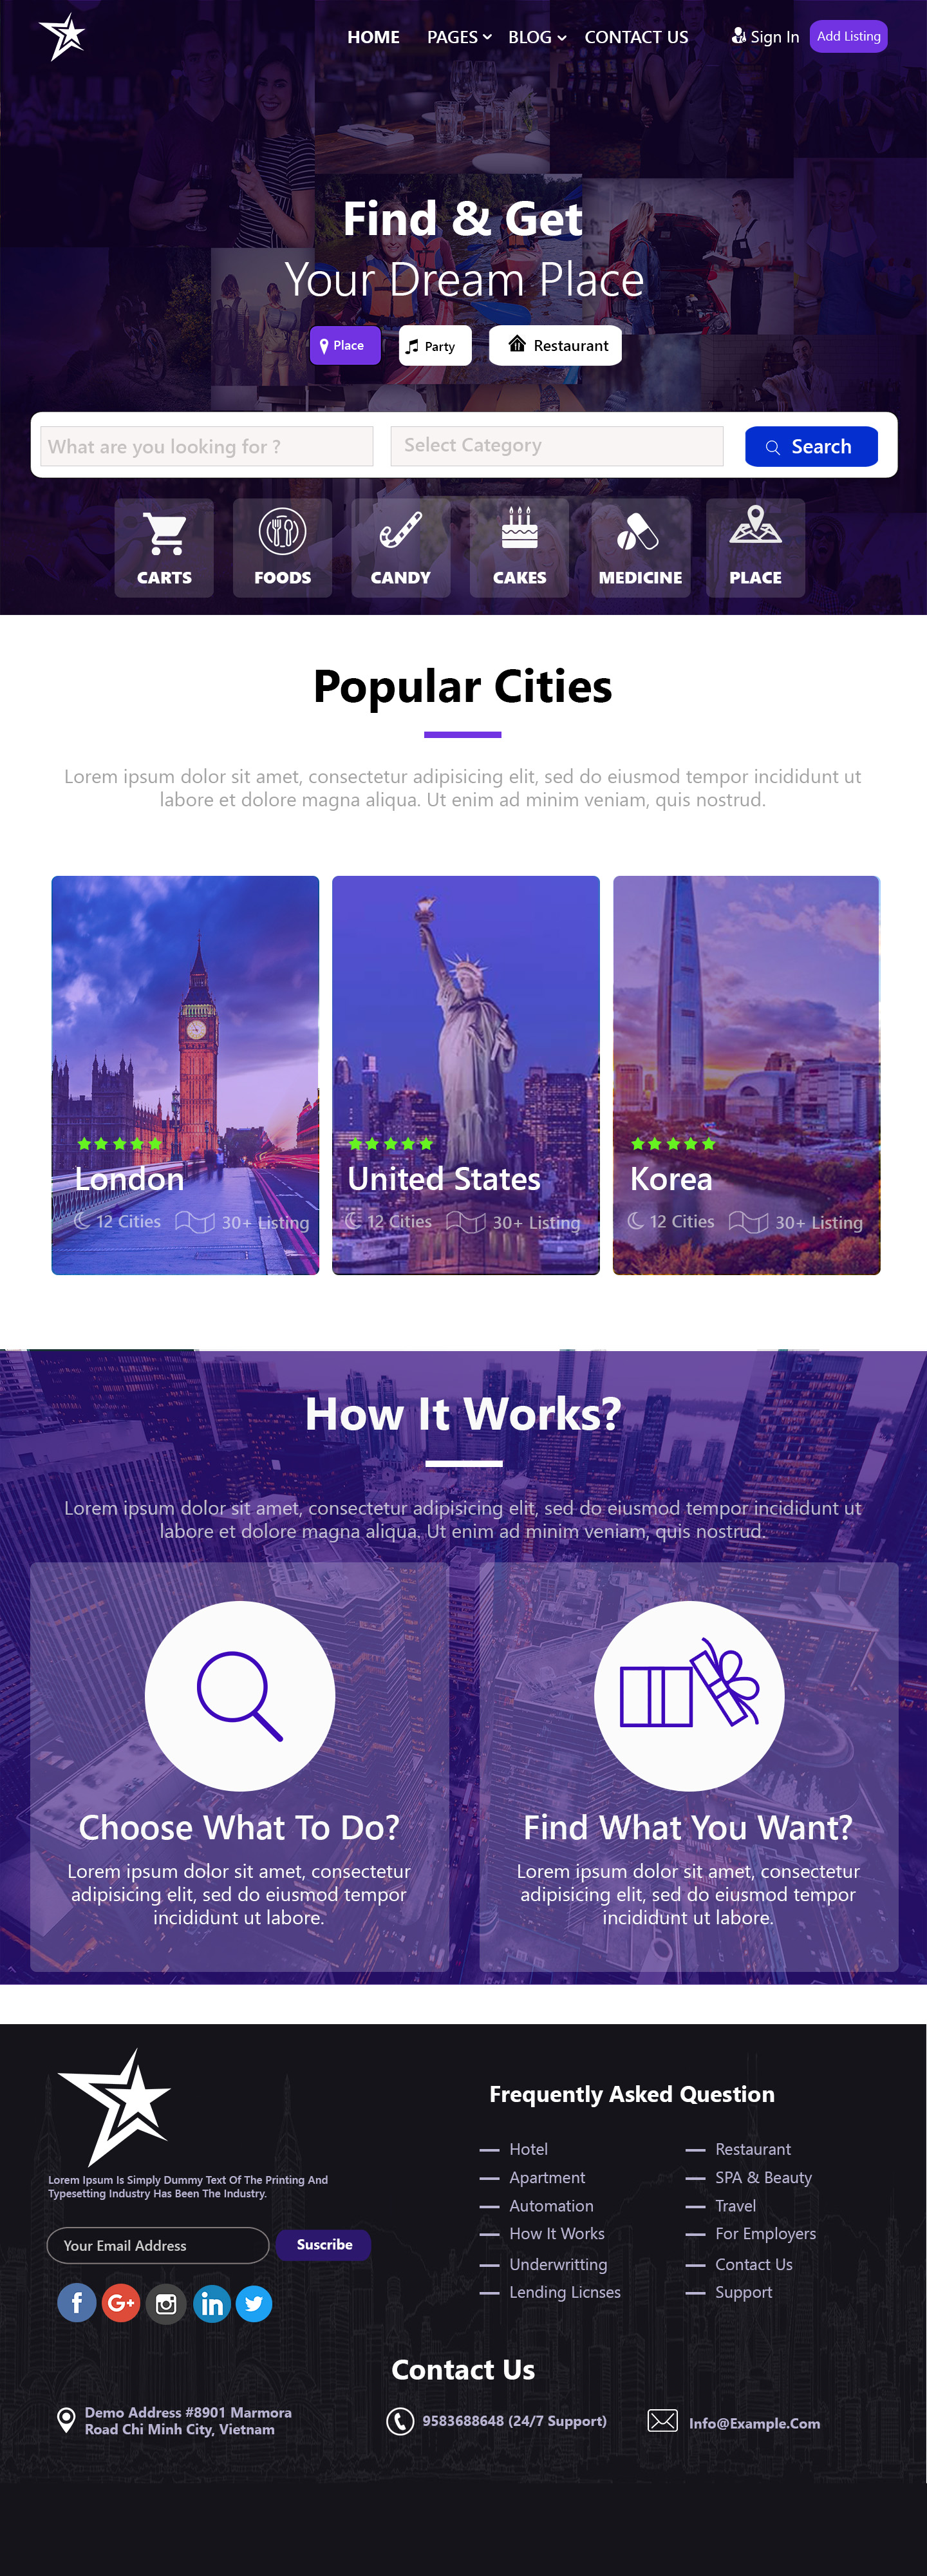 HOME PAGES BLOG CONTACT US Sign In Add Listing
Find & Get
Your Dream Place
Place Party Restaurant
What are you looking for ? Select Category Search
CARTS FOODS CANDY CAKES MEDICINE PLACE
Popular Cities
Lorem ipsum dolor sit amet, consectetur adipisicing elit, sed do eiusmod tempor incididunt ut
labore et dolore magna aliqua. Ut enim ad minim veniam, quis nostrud.
London
12 Cities 30+ Listing
United States
12 Cities 30+ Listing
Korea
12 Cities 30+ Listing
How It Works?
Lorem ipsum dolor sit amet, consectetur adipisicing elit, sed do eiusmod tempor incididunt ut
labore et dolore magna aliqua. Ut enim ad minim veniam, quis nostrud.
Choose What To Do?
Lorem ipsum dolor sit amet, consectetur
adipisicing elit, sed do eiusmod tempor
incididunt ut labore.
Find What You Want?
Lorem ipsum dolor sit amet, consectetur
adipisicing elit, sed do eiusmod tempor
incididunt ut labore.
Lorem Ipsum Is Simply Dummy Text Of The Printing And
Typesetting Industry Has Been The Industry.
Your Email Address Suscribe
Frequently Asked Question
Hotel
Apartment
Automation
How It Works
Underwritting
Lending Licnses
Restaurant
SPA & Beauty
Travel
For Employers
Contact Us
Support
Contact Us
Demo Address #8901 Marmora
Road Chi Minh City, Vietnam
9583688648 (24/7 Support)
Info@Example.Com